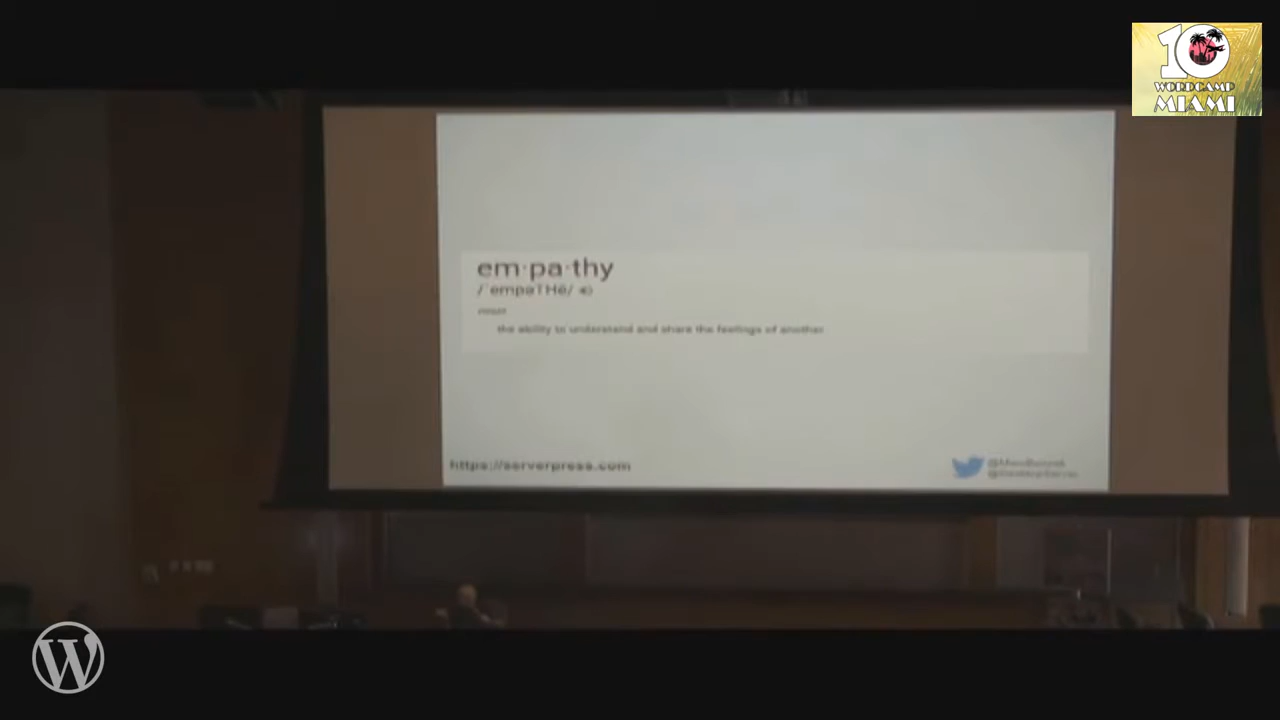 10
WORDCAMP
MIAMI
em·pa·thy
/ˈempəTHē/
noun
the ability to understand and share the feelings of another
https://serverpress.com